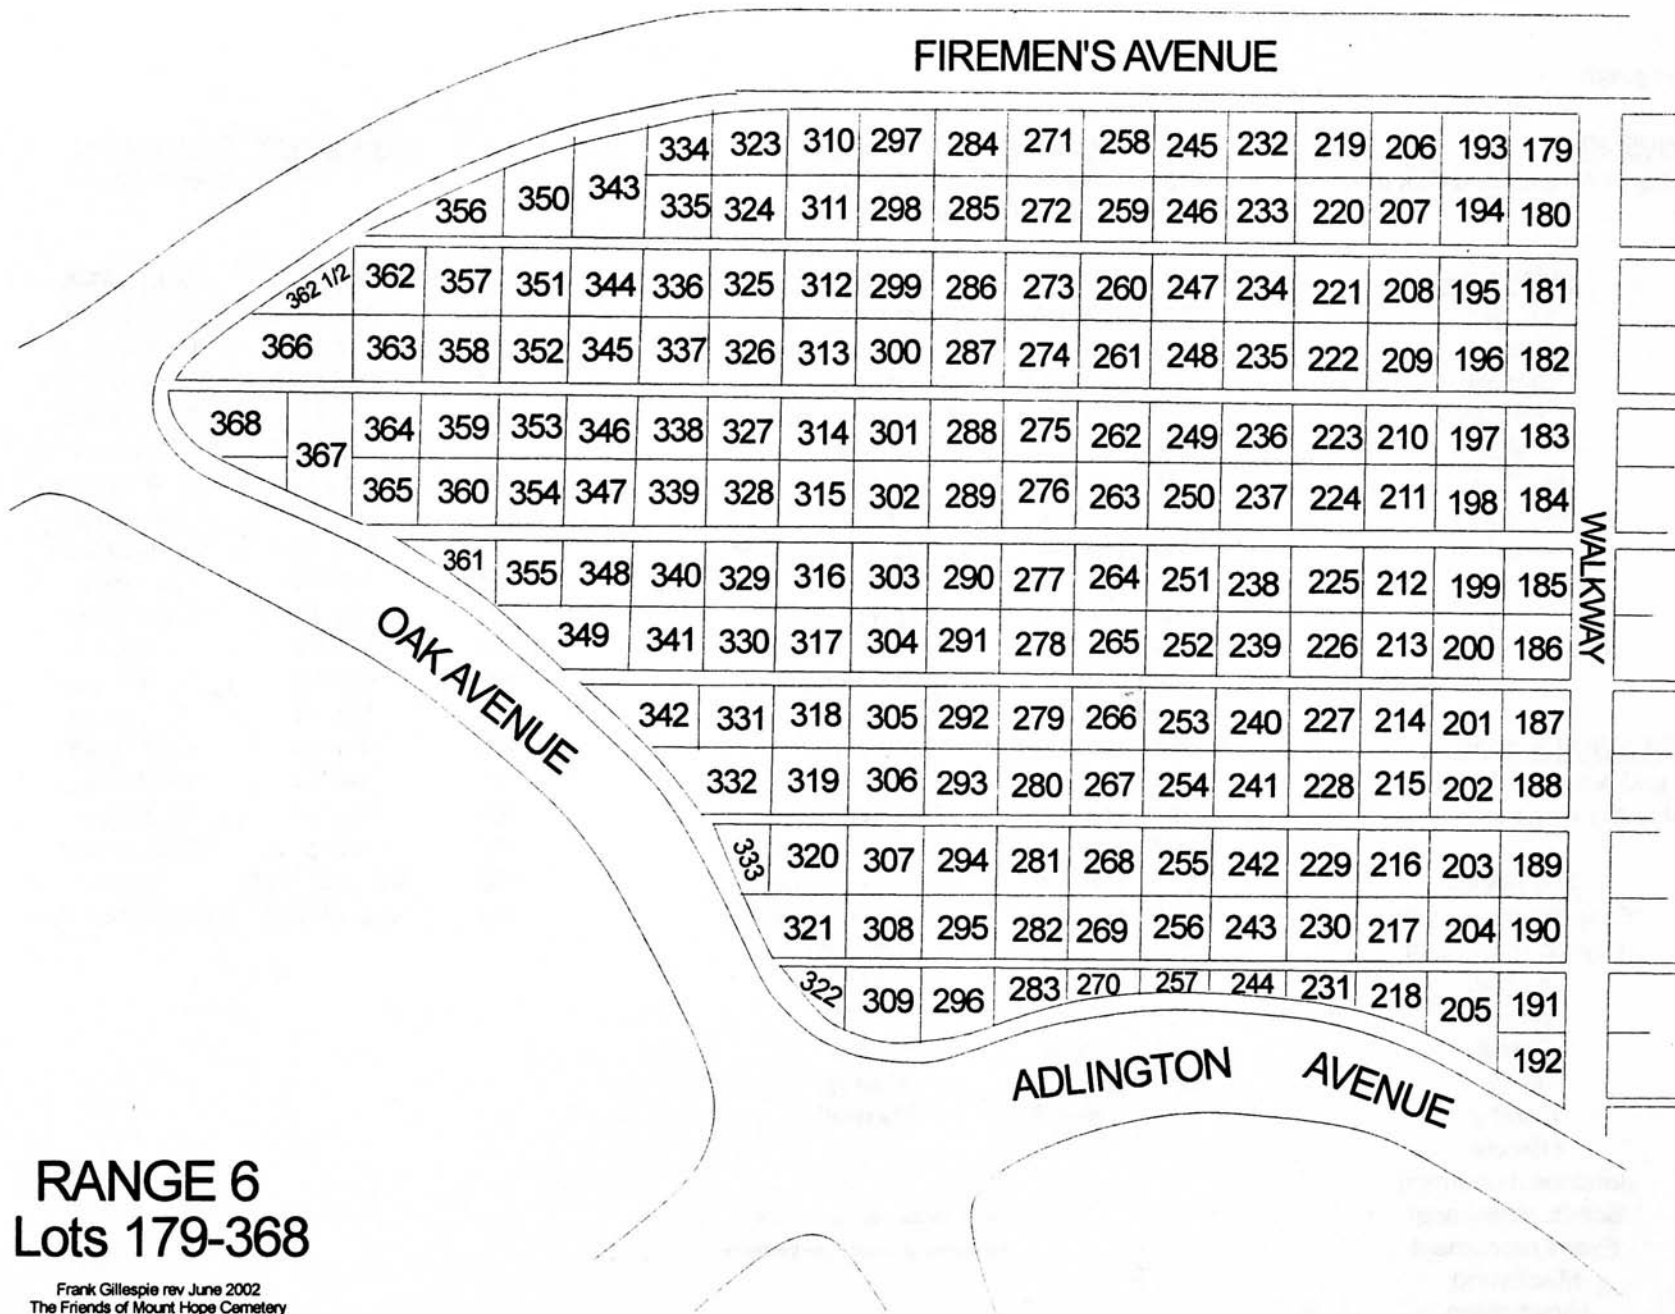 FIREMEN'S AVENUE
334 323 310 297 284 271 258 245 232 219 206 193 179
356 350 343 335 324 311 298 285 272 259 246 233 220 207 194 180
362 1/2 362 357 351 344 336 325 312 299 286 273 260 247 234 221 208 195 181
366 363 358 352 345 337 326 313 300 287 274 261 248 235 222 209 196 182
368 367 364 359 353 346 338 327 314 301 288 275 262 249 236 223 210 197 183
365 360 354 347 339 328 315 302 289 276 263 250 237 224 211 198 184
361 355 348 340 329 316 303 290 277 264 251 238 225 212 199 185
349 341 330 317 304 291 278 265 252 239 226 213 200 186
WALKWAY
OAK AVENUE
342 331 318 305 292 279 266 253 240 227 214 201 187
332 319 306 293 280 267 254 241 228 215 202 188
333 320 307 294 281 268 255 242 229 216 203 189
321 308 295 282 269 256 243 230 217 204 190
322 309 296 283 270 257 244 231 218 205 191
192
ADLINGTON AVENUE
RANGE 6
Lots 179-368
Frank Gillespie rev June 2002
The Friends of Mount Hope Cemetery